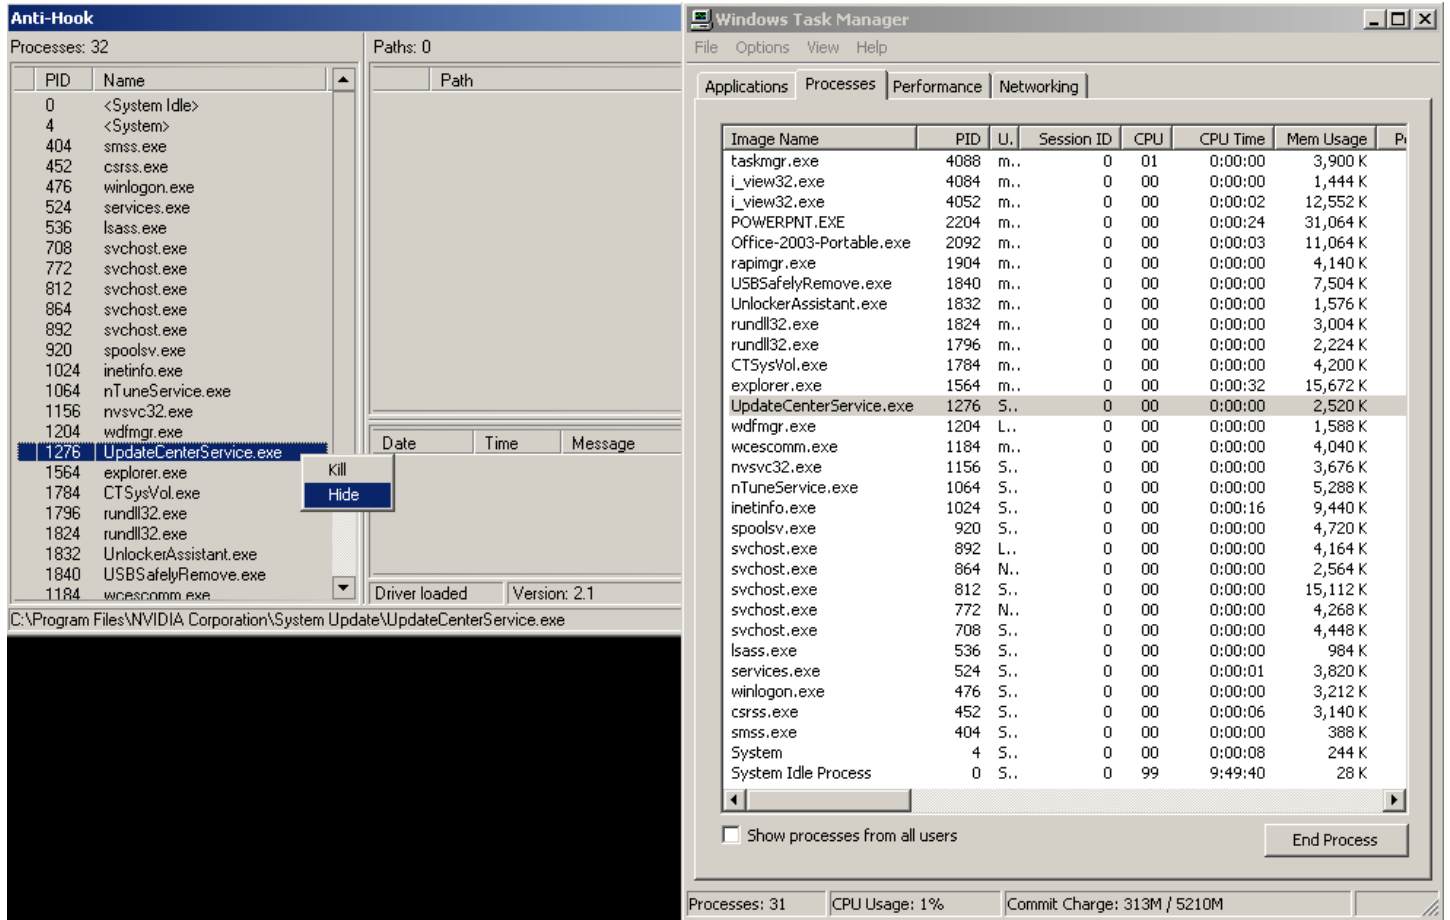 Anti-Hook
Processes: 32
Paths: 0
PID Name
Path
0 <System Idle>
4 <System>
404 smss.exe
452 csrss.exe
476 winlogon.exe
524 services.exe
536 lsass.exe
708 svchost.exe
772 svchost.exe
812 svchost.exe
864 svchost.exe
892 svchost.exe
920 spoolsv.exe
1024 inetinfo.exe
1064 nTuneService.exe
1156 nvsvc32.exe
1204 wdfmgr.exe
1276 UpdateCenterService.exe
1564 explorer.exe
1784 CTSysVol.exe
1796 rundll32.exe
1824 rundll32.exe
1832 UnlockerAssistant.exe
1840 USBSafelyRemove.exe
1184 wcescomm.exe
Kill
Hide
Date Time Message
Driver loaded Version: 2.1
C:\Program Files\NVIDIA Corporation\System Update\UpdateCenterService.exe
Windows Task Manager
File Options View Help
Applications Processes Performance Networking
Image Name PID U. Session ID CPU CPU Time Mem Usage
taskmgr.exe 4088 m.. 0 01 0:00:00 3,900 K
i_view32.exe 4084 m.. 0 00 0:00:00 1,444 K
i_view32.exe 4052 m.. 0 00 0:00:02 12,552 K
POWERPNT.EXE 2204 m.. 0 00 0:00:24 31,064 K
Office-2003-Portable.exe 2092 m.. 0 00 0:00:03 11,064 K
rapimgr.exe 1904 m.. 0 00 0:00:00 4,140 K
USBSafelyRemove.exe 1840 m.. 0 00 0:00:00 7,504 K
UnlockerAssistant.exe 1832 m.. 0 00 0:00:00 1,576 K
rundll32.exe 1824 m.. 0 00 0:00:00 3,004 K
rundll32.exe 1796 m.. 0 00 0:00:00 2,224 K
CTSysVol.exe 1784 m.. 0 00 0:00:00 4,200 K
explorer.exe 1564 m.. 0 00 0:00:32 15,672 K
UpdateCenterService.exe 1276 S.. 0 00 0:00:00 2,520 K
wdfmgr.exe 1204 L.. 0 00 0:00:00 1,588 K
wcescomm.exe 1184 m.. 0 00 0:00:00 4,040 K
nvsvc32.exe 1156 S.. 0 00 0:00:00 3,676 K
nTuneService.exe 1064 S.. 0 00 0:00:00 5,288 K
inetinfo.exe 1024 S.. 0 00 0:00:16 9,440 K
spoolsv.exe 920 S.. 0 00 0:00:00 4,720 K
svchost.exe 892 L.. 0 00 0:00:00 4,164 K
svchost.exe 864 N.. 0 00 0:00:00 2,564 K
svchost.exe 812 S.. 0 00 0:00:02 15,112 K
svchost.exe 772 N.. 0 00 0:00:00 4,268 K
svchost.exe 708 S.. 0 00 0:00:00 4,448 K
lsass.exe 536 S.. 0 00 0:00:00 984 K
services.exe 524 S.. 0 00 0:00:01 3,820 K
winlogon.exe 476 S.. 0 00 0:00:00 3,212 K
csrss.exe 452 S.. 0 00 0:00:06 3,140 K
smss.exe 404 S.. 0 00 0:00:00 388 K
System 4 S.. 0 00 0:00:08 244 K
System Idle Process 0 S.. 0 99 9:49:40 28 K
Show processes from all users
End Process
Processes: 31 CPU Usage: 1% Commit Charge: 313M / 5210M